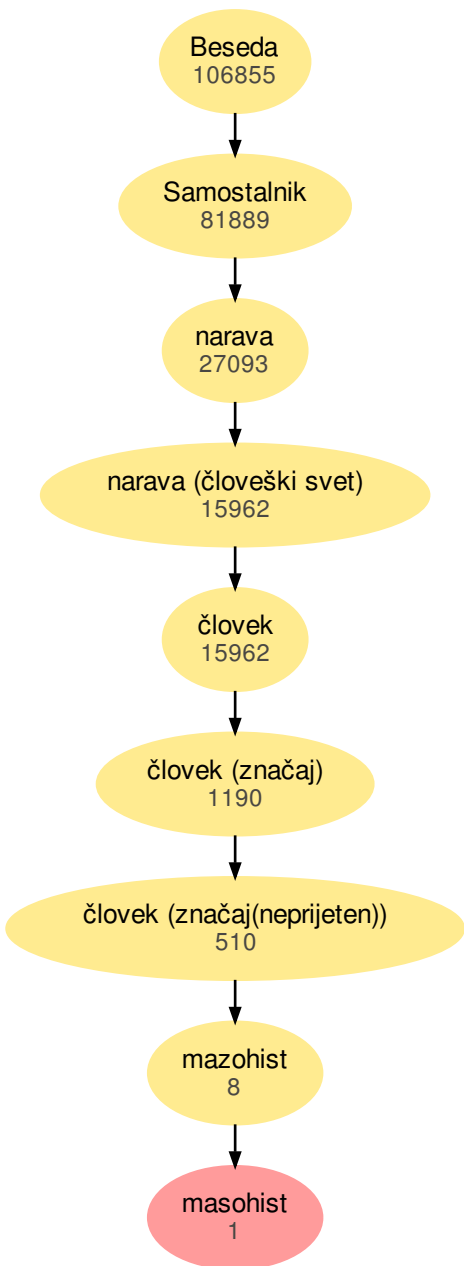 Beseda
106855
Samostalnik
81889
narava
27093
narava (človeški svet)
15962
človek
15962
človek (značaj)
1190
človek (značaj(neprijeten))
510
mazohist
8
masohist
1